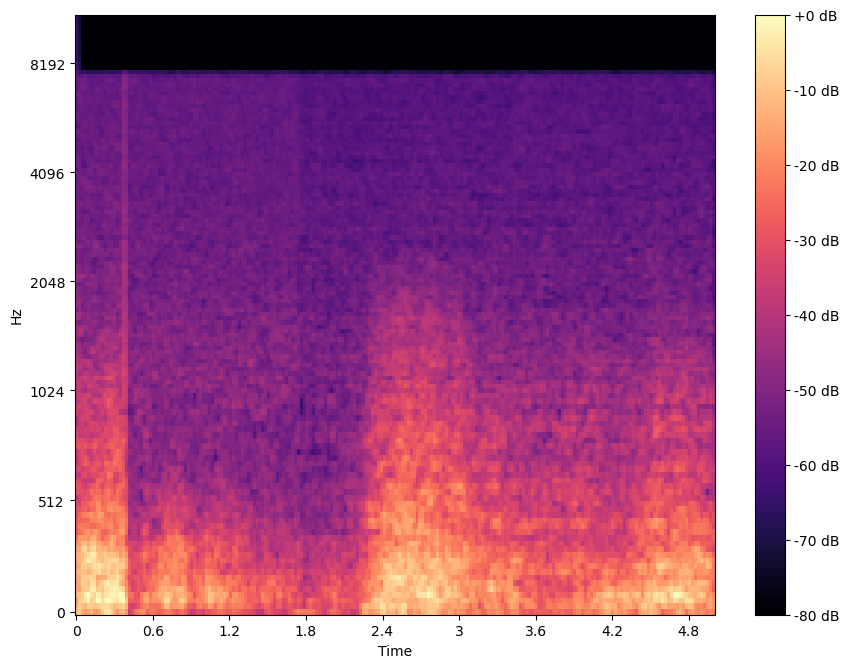 +0 dB
8192
-10 dB
4096
-20 dB
-30 dB
2048
Hz
-40 dB
1024
-50 dB
512
-60 dB
-70 dB
0
-80 dB
0 0.6 1.2 1.8 2.4 3 3.6 4.2 4.8
Time